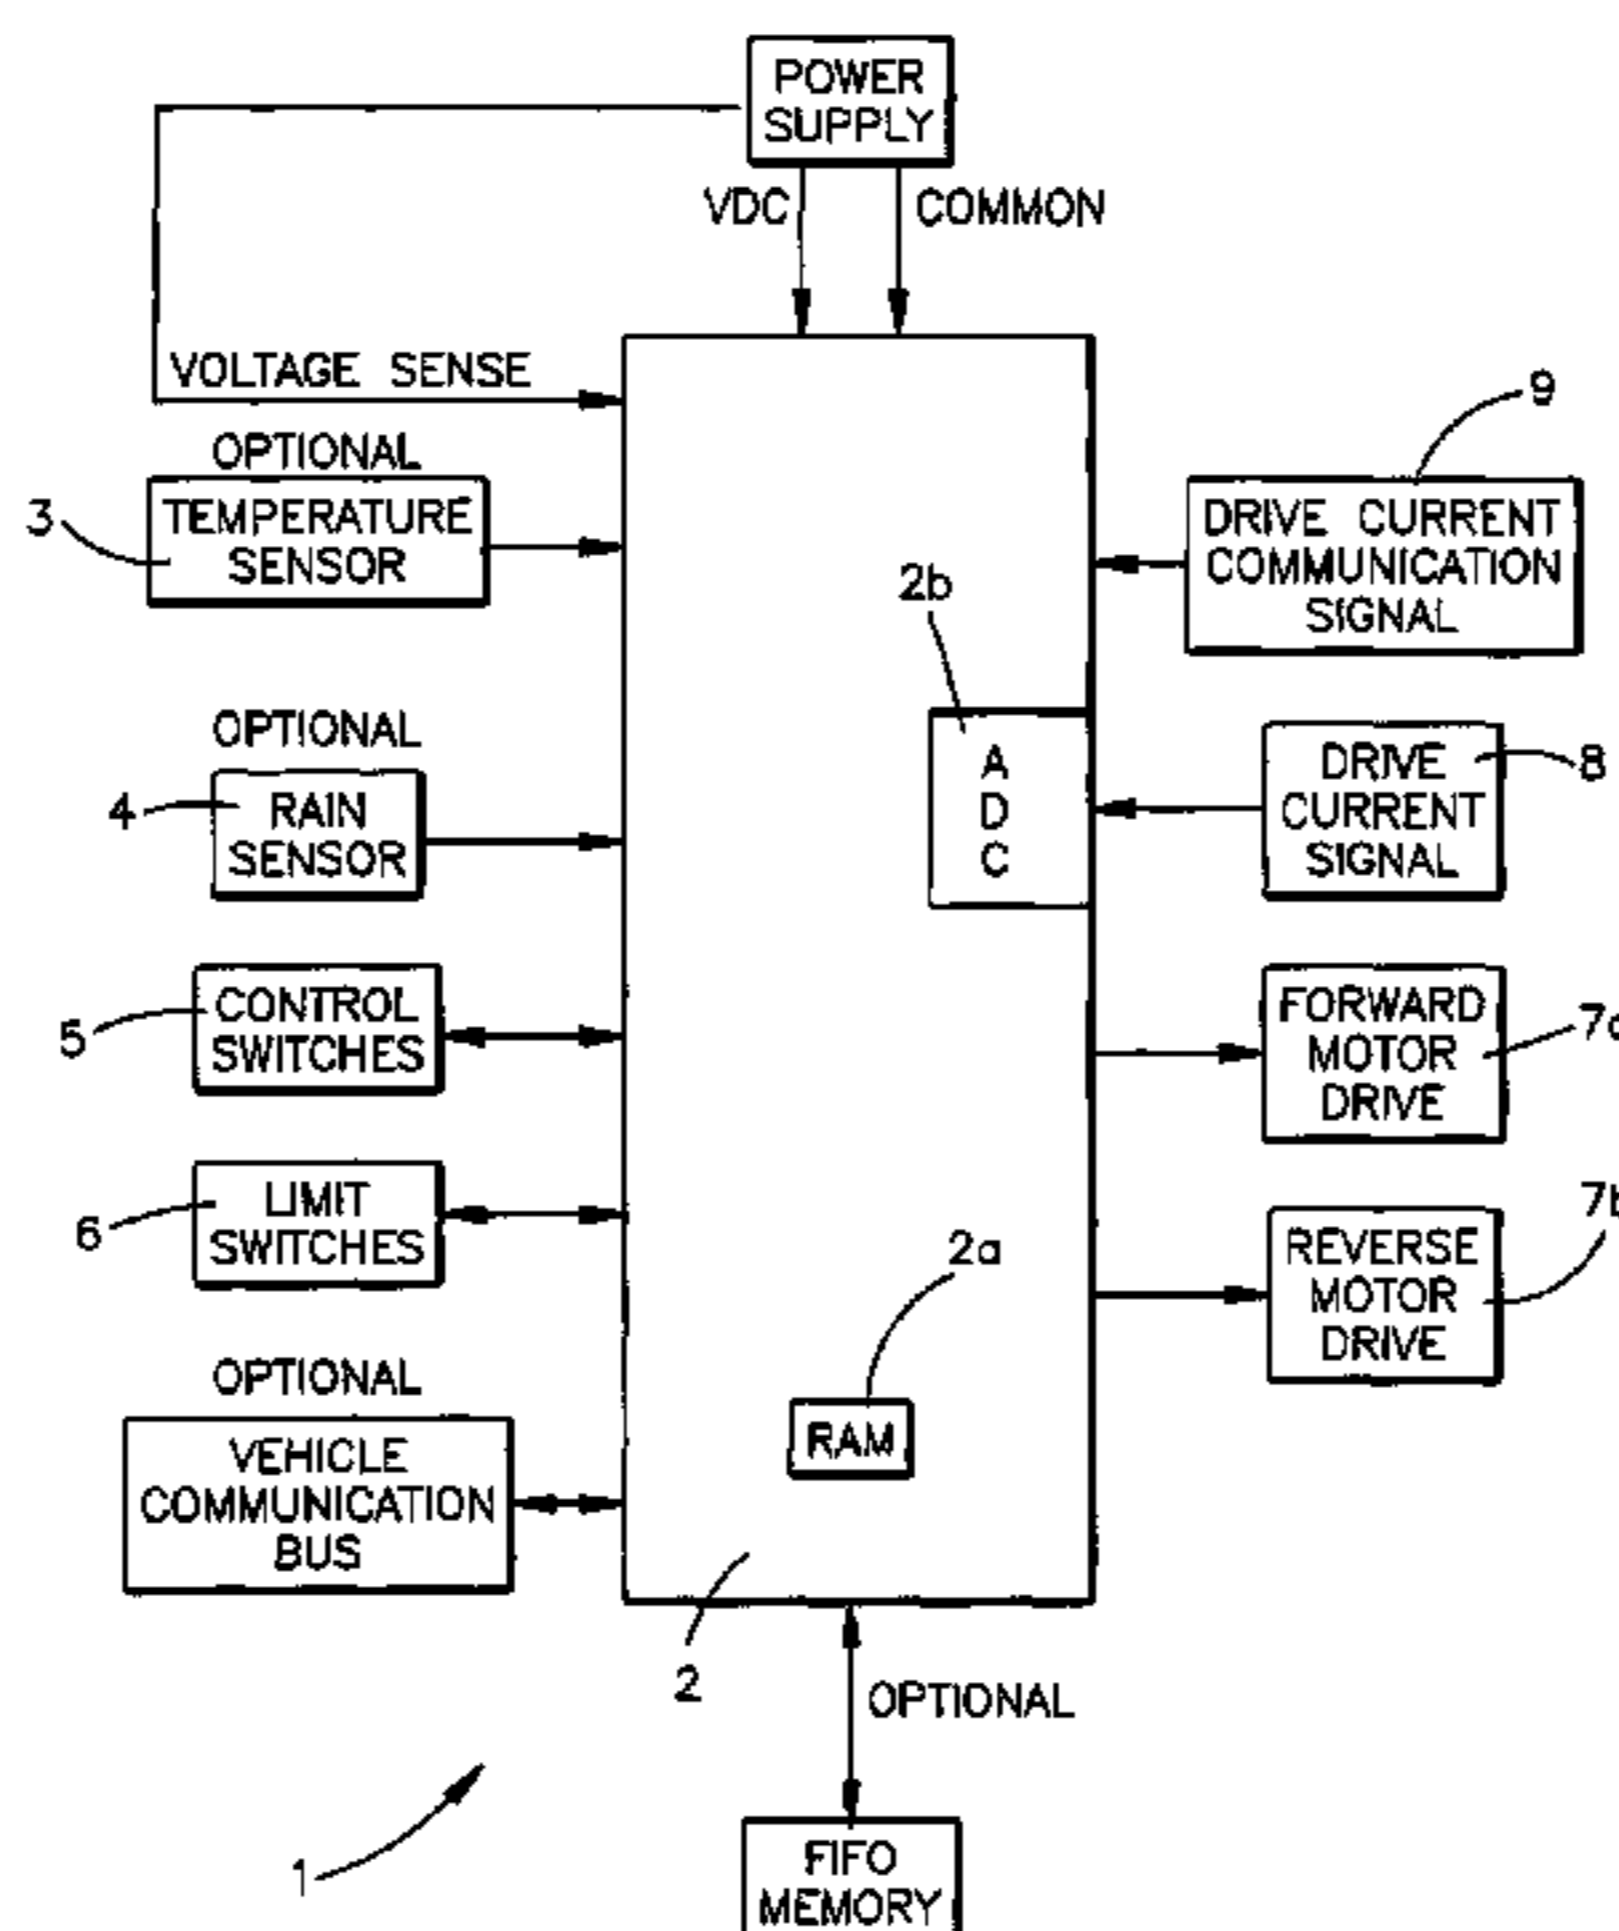 POWER
SUPPLY
VDC
COMMON
VOLTAGE SENSE
OPTIONAL
3
TEMPERATURE
SENSOR
9
DRIVE CURRENT
COMMUNICATION
SIGNAL
2b
A
D
C
OPTIONAL
4
RAIN
SENSOR
DRIVE
CURRENT
SIGNAL
8
5
CONTROL
SWITCHES
FORWARD
MOTOR
DRIVE
6
LIMIT
SWITCHES
7b
REVERSE
MOTOR
DRIVE
2a
RAM
OPTIONAL
VEHICLE
COMMUNICATION
BUS
2
OPTIONAL
1
FIFO
MEMORY